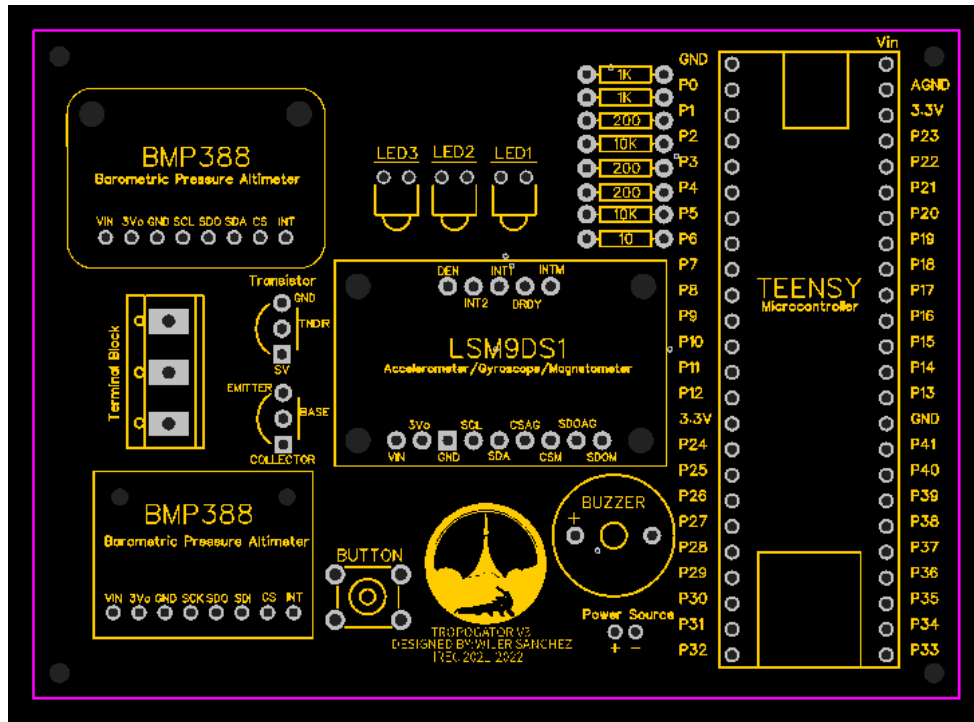 Vin
GND
P0
P1
P2
P3
P4
P5
P6
P7
P8
P9
P10
P11
P12
3.3V
P24
P25
P26
P27
P28
P29
P30
P31
P32
AGND
3.3V
P23
P22
P21
P20
P19
P18
P17
P16
P15
P14
P13
GND
P41
P40
P39
P38
P37
P36
P35
P34
P33
TEENSY
Microcontroller
1K
1K
200
10K
200
200
10K
10
BMP388
Barometric Pressure Altimeter
VIN 3Vo GND SCL SDO SDA CS INT
LED3 LED2 LED1
Transistor
GND
TNDIR
5V
EMITTER
BASE
COLLECTOR
Terminal Block
DEN INT1 INTM
INT2 DRDY
LSM9DS1
Accelerometer/Gyroscope/Magnetometer
3Vo SCL CSAG SDOAG
VIN GND SDA CSM SDOM
BMP388
Barometric Pressure Altimeter
VIN 3Vo GND SCK SDO SDI CS INT
BUTTON
BUZZER
+
Power Source
+ −
TROPOGATOR V3
DESIGNED BY: WILER SANCHEZ
IREC 2021-2022